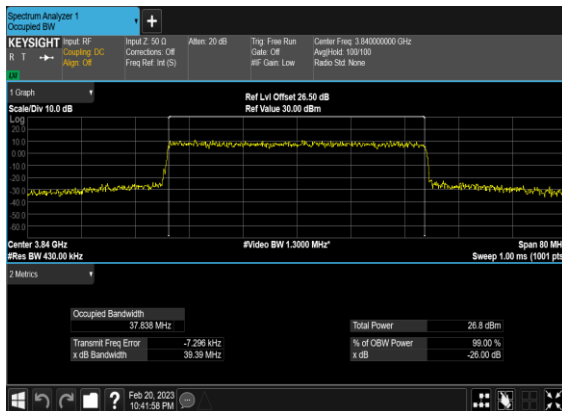 Spectrum Analyzer 1
Occupied BW
KEYSIGHT Input: RF
Coupling: DC
Align: Off
Input Z: 50 Ω
Corrections: Off
Freq Ref: Int (S)
Atten: 20 dB
Trig: Free Run
Gate: Off
#IF Gain: Low
Center Freq: 3.840000000 GHz
Avg|Hold: 100/100
Radio Std: None
R T
1 Graph
Ref Lvl Offset 26.50 dB
Scale/Div 10.0 dB
Ref Value 30.00 dBm
Log
20.0
10.0
0.00
-10.0
-20.0
-30.0
-40.0
-50.0
-60.0
Center 3.84 GHz
#Video BW 1.3000 MHz*
Span 80 MH
#Res BW 430.00 kHz
Sweep 1.00 ms (1001 pts
2 Metrics
Occupied Bandwidth
37.838 MHz
Total Power 26.8 dBm
Transmit Freq Error -7.296 kHz
% of OBW Power 99.00 %
x dB Bandwidth 39.39 MHz
x dB -26.00 dB
?
Feb 20, 2023
10:41:58 PM